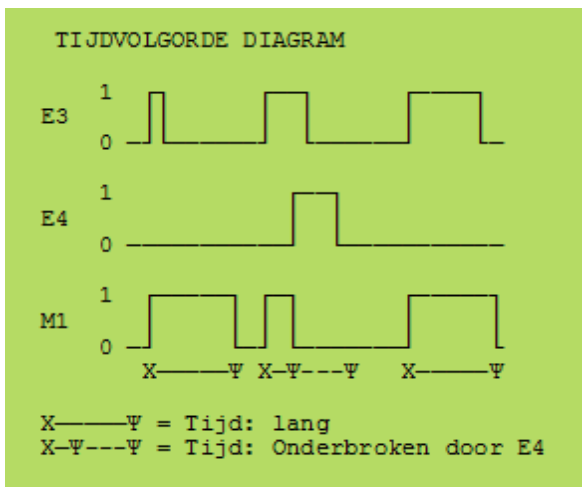 TIJDVOLGORDE DIAGRAM
1
E3
0
1
E4
0
1
M1
0
X———Ψ X—Ψ---Ψ X———Ψ
X———Ψ = Tijd: lang
X—Ψ---Ψ = Tijd: Onderbroken door E4